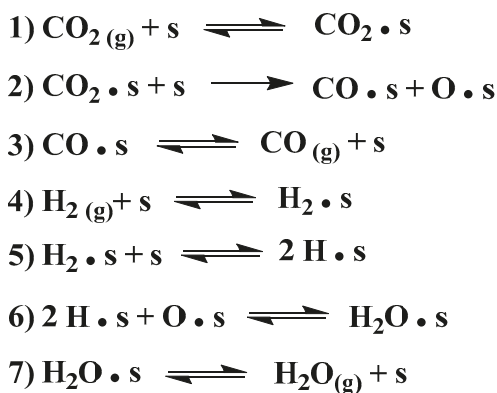 1) CO₂ (g) + s ⇌ CO₂ • s
2) CO₂ • s + s → CO • s + O • s
3) CO • s ⇌ CO (g) + s
4) H₂ (g)+ s ⇌ H₂ • s
5) H₂ • s + s ⇌ 2 H • s
6) 2 H • s + O • s ⇌ H₂O • s
7) H₂O • s ⇌ H₂O(g) + s